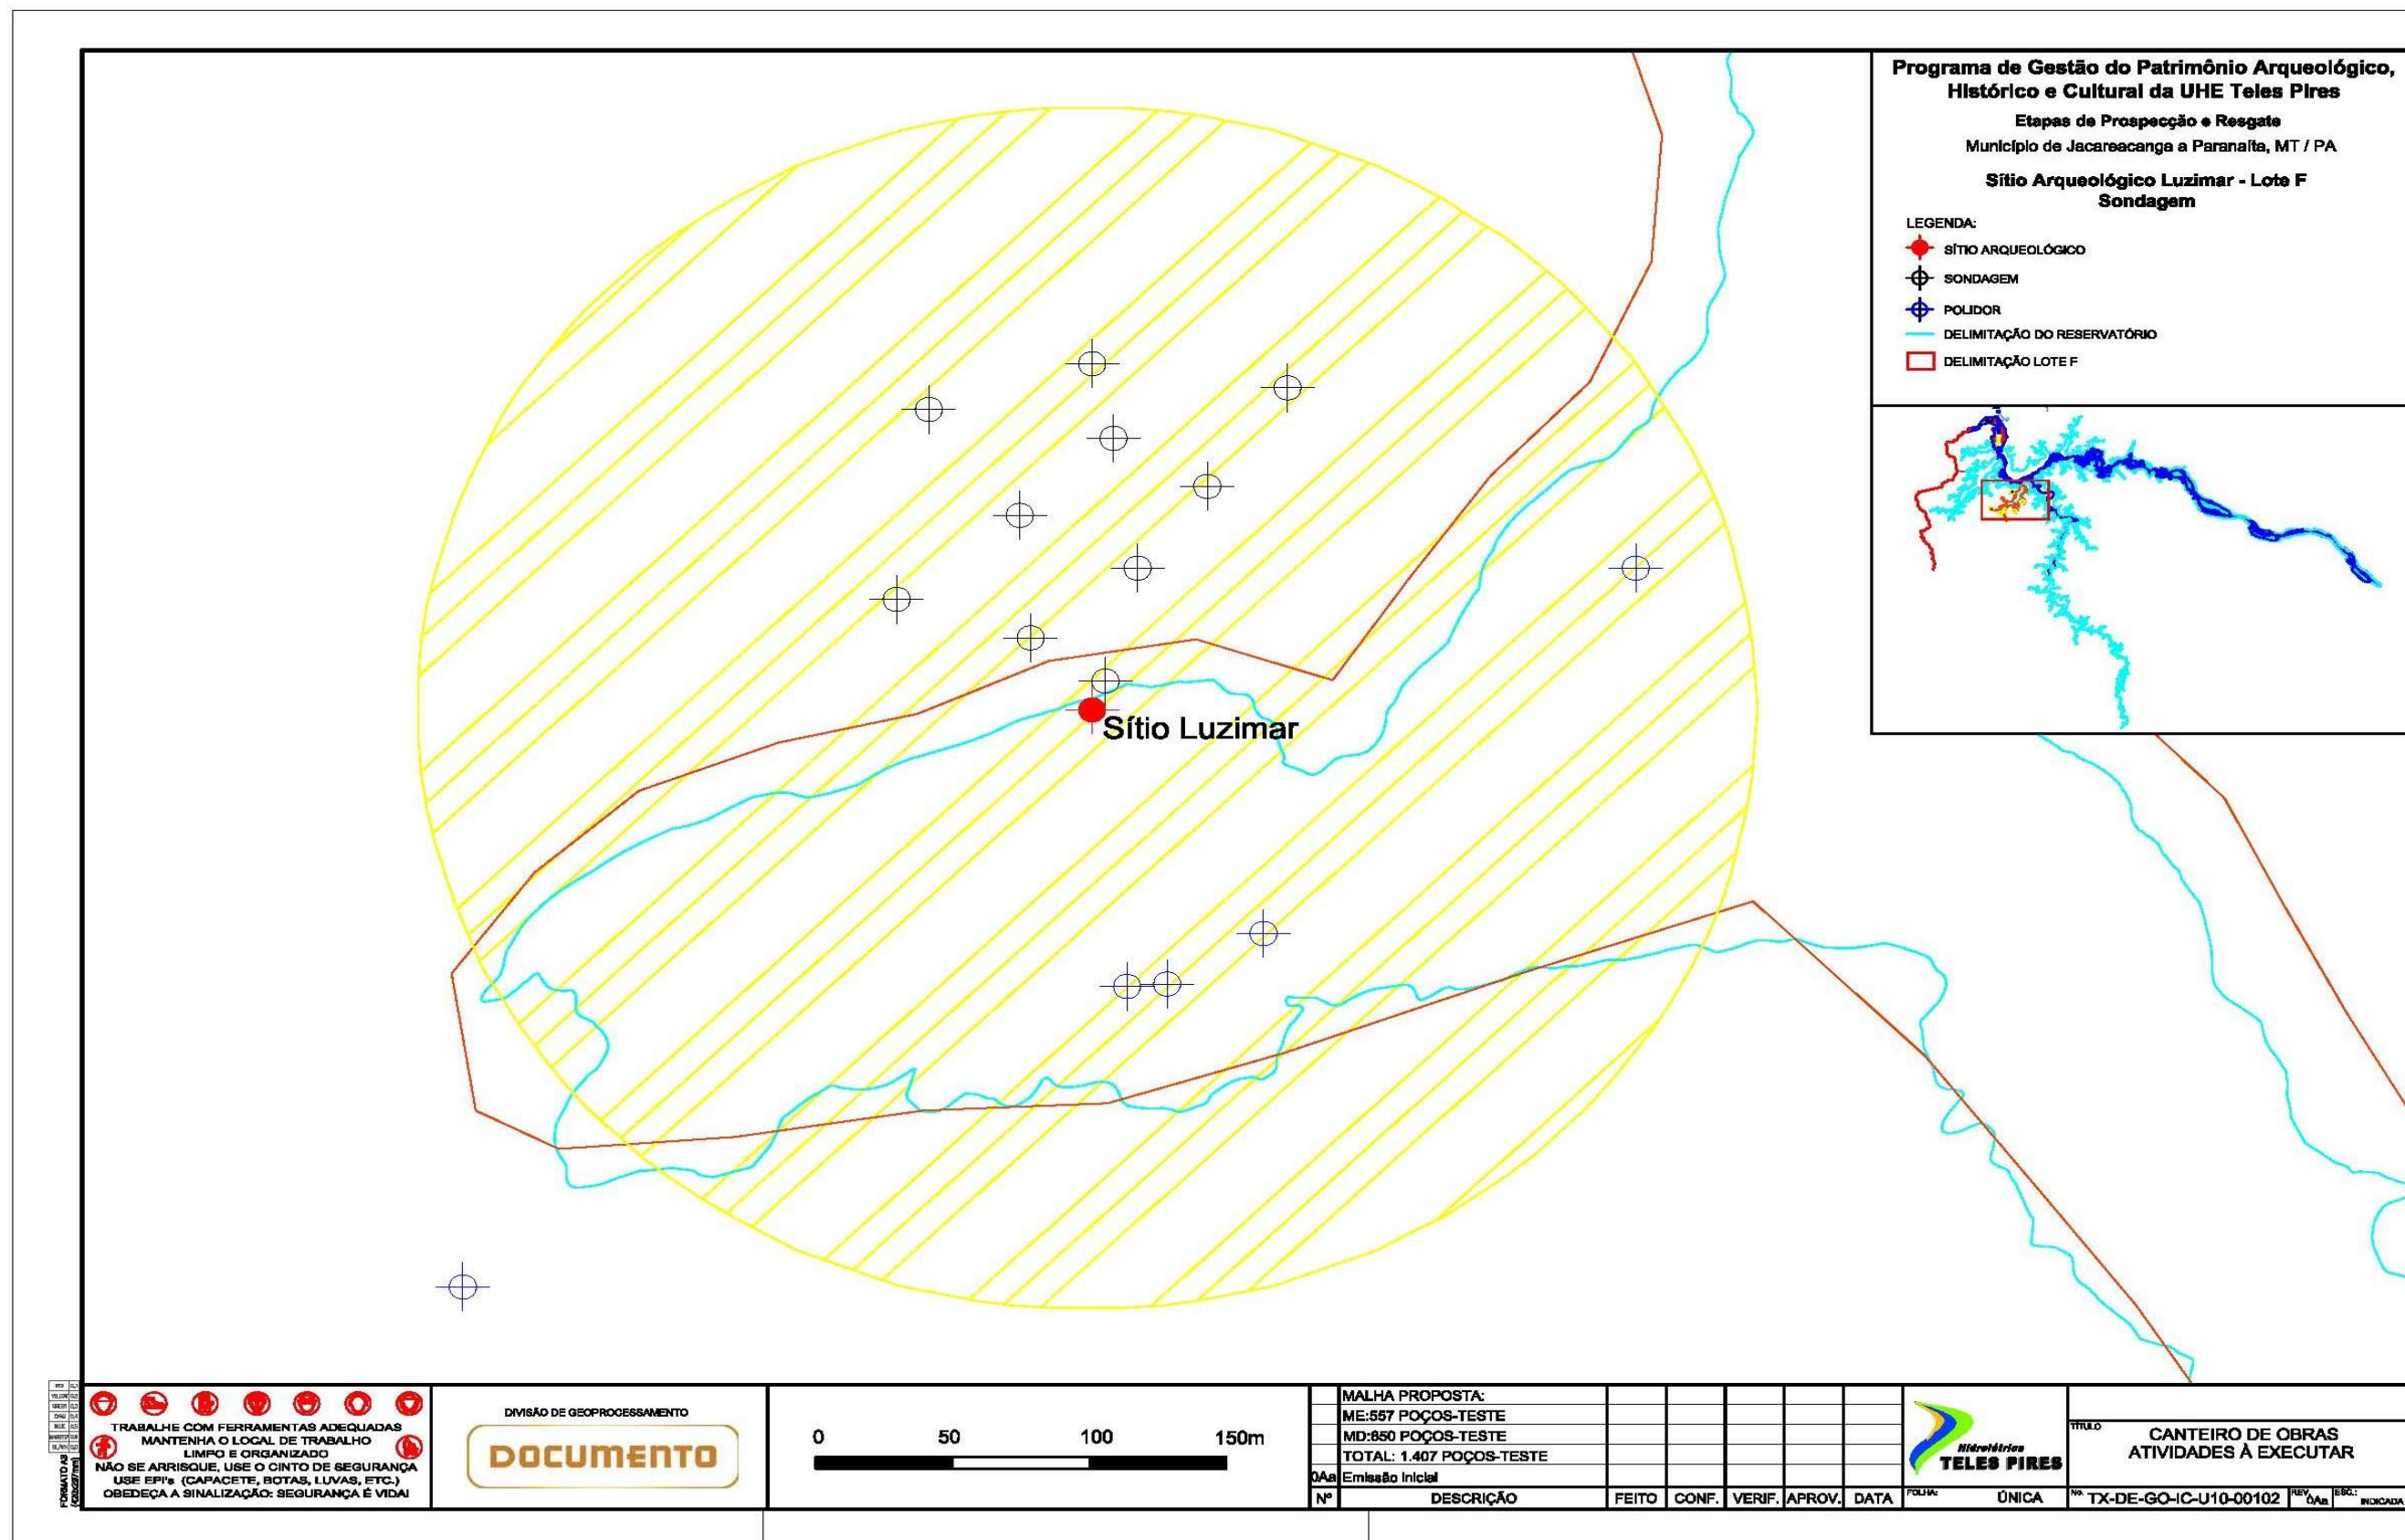 Programa de Gestão do Patrimônio Arqueológico,
Histórico e Cultural da UHE Teles Pires
Etapas de Prospecção e Resgate
Município de Jacareacanga a Paranaíta, MT / PA
Sítio Arqueológico Luzimar - Lote F
Sondagem
LEGENDA:
SÍTIO ARQUEOLÓGICO
SONDAGEM
POLIDOR
DELIMITAÇÃO DO RESERVATÓRIO
DELIMITAÇÃO LOTE F
Sítio Luzimar
FORMATO A3
TRABALHE COM FERRAMENTAS ADEQUADAS
MANTENHA O LOCAL DE TRABALHO
LIMPO E ORGANIZADO
NÃO SE ARRISQUE, USE O CINTO DE SEGURANÇA
USE EPI's (CAPACETE, BOTAS, LUVAS, ETC.)
OBEDEÇA A SINALIZAÇÃO: SEGURANÇA É VIDA!
DIVISÃO DE GEOPROCESSAMENTO
DOCUMENTO
0 50 100 150m
MALHA PROPOSTA:
ME:557 POÇOS-TESTE
MD:850 POÇOS-TESTE
TOTAL: 1.407 POÇOS-TESTE
0Aa Emissão Inicial
Nº DESCRIÇÃO FEITO CONF. VERIF. APROV. DATA
Hidrelétrica
TELES PIRES
FOLHA: ÚNICA
TÍTULO
CANTEIRO DE OBRAS
ATIVIDADES À EXECUTAR
No. TX-DE-GO-IC-U10-00102 REV. 0Aa ESC.: INDICADA